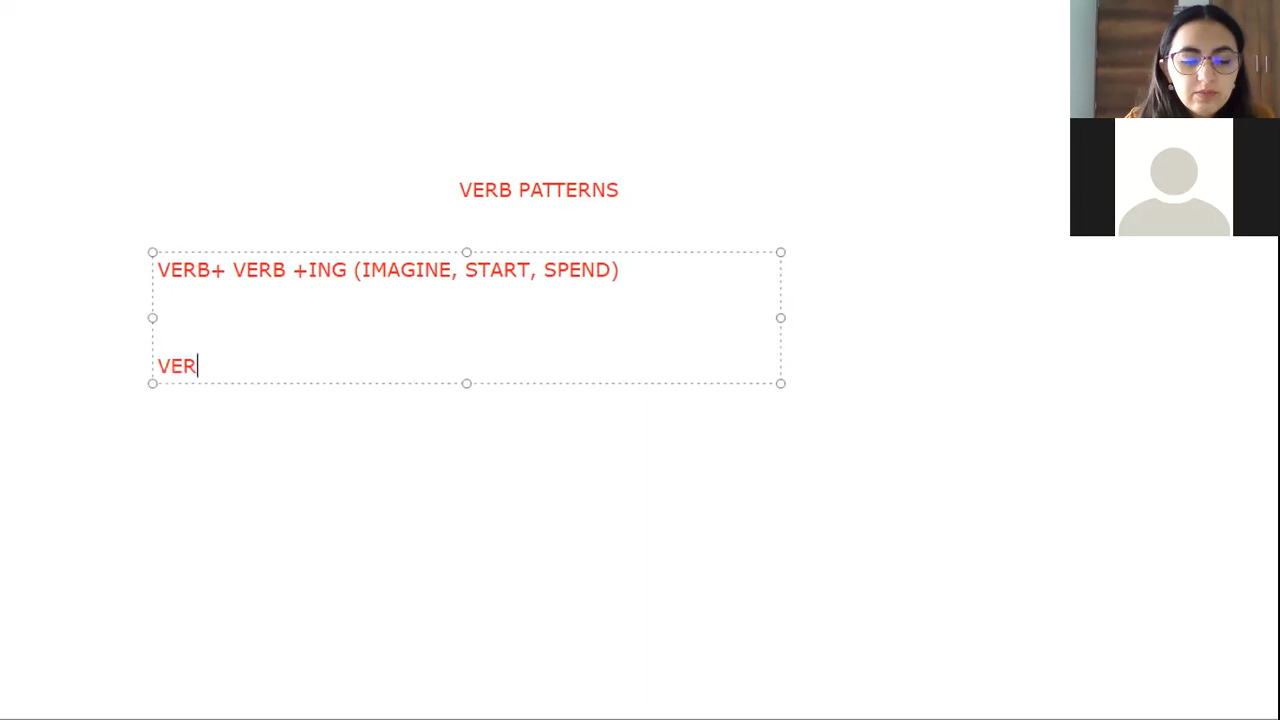 VERB PATTERNS
VERB+ VERB +ING (IMAGINE, START, SPEND)
VER